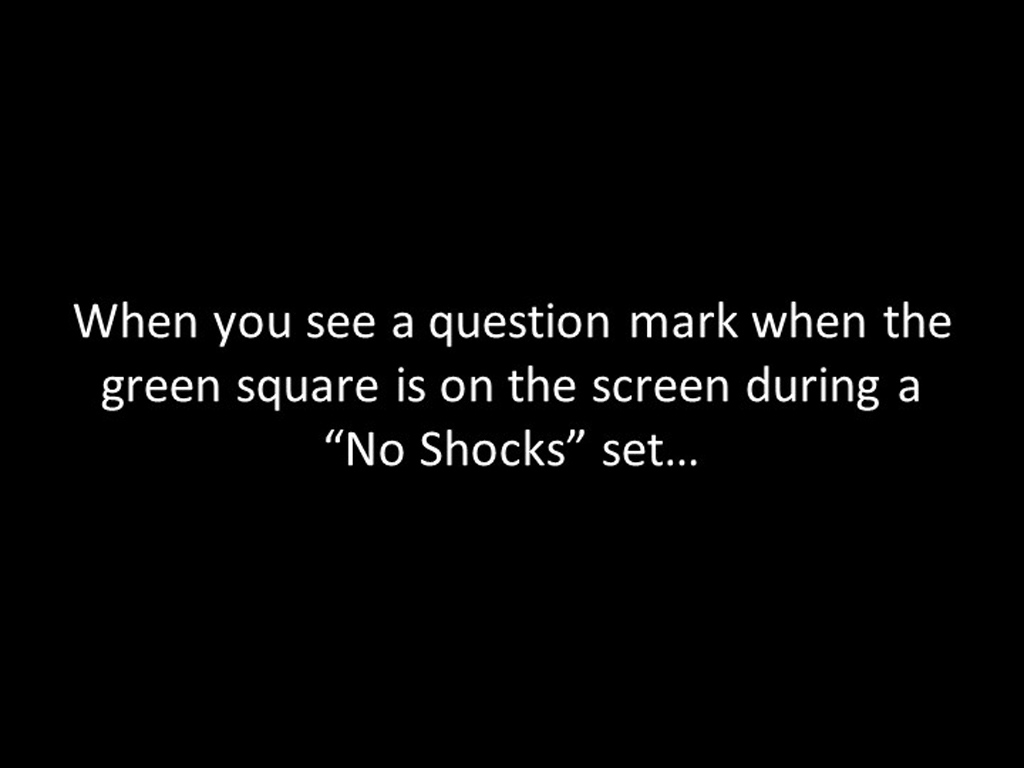 When you see a question mark when the
green square is on the screen during a
“No Shocks” set…